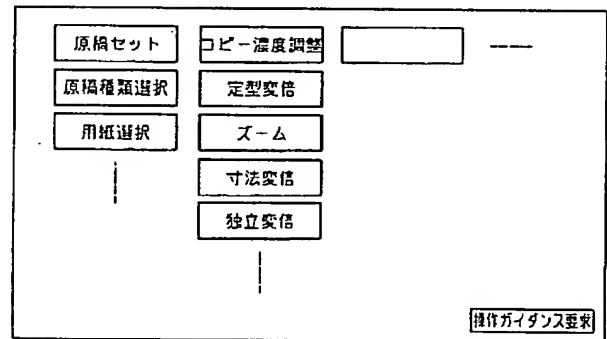 原稿セット
原稿種類選択
用紙選択
コピー濃度調整
定型変倍
ズーム
寸法変倍
独立変倍
操作ガイダンス要求